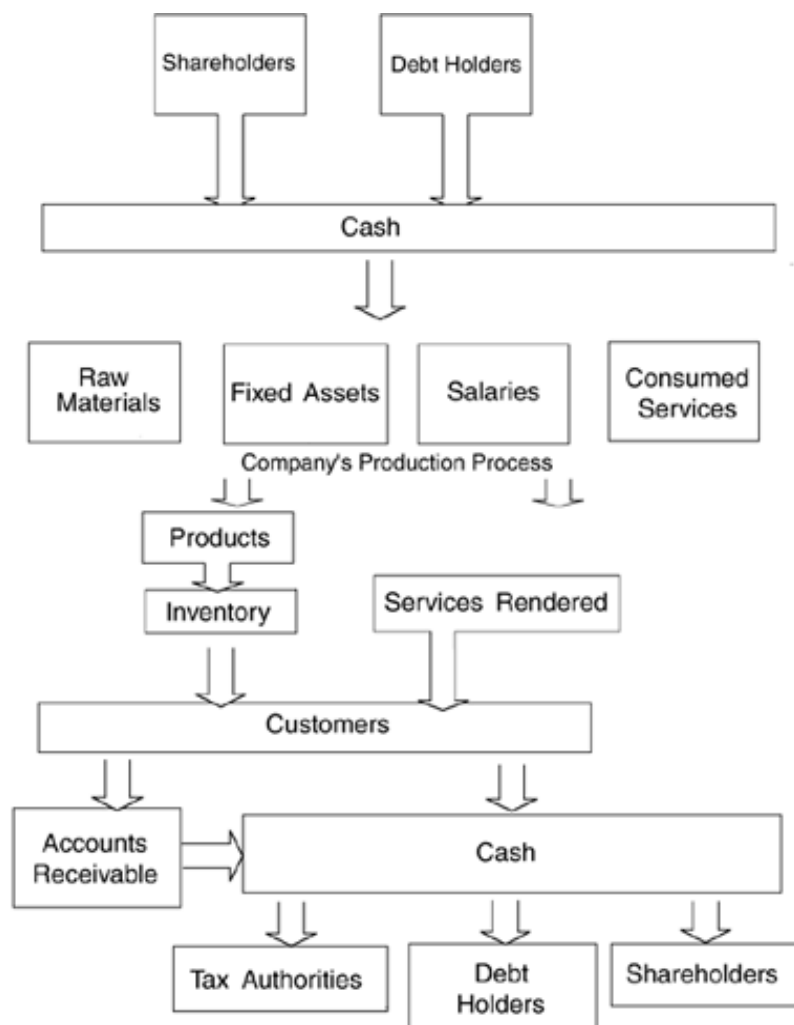 Shareholders
Debt Holders
Cash
Raw
Materials
Fixed Assets
Salaries
Consumed
Services
Company's Production Process
Products
Inventory
Services Rendered
Customers
Accounts
Receivable
Cash
Tax Authorities
Debt
Holders
Shareholders